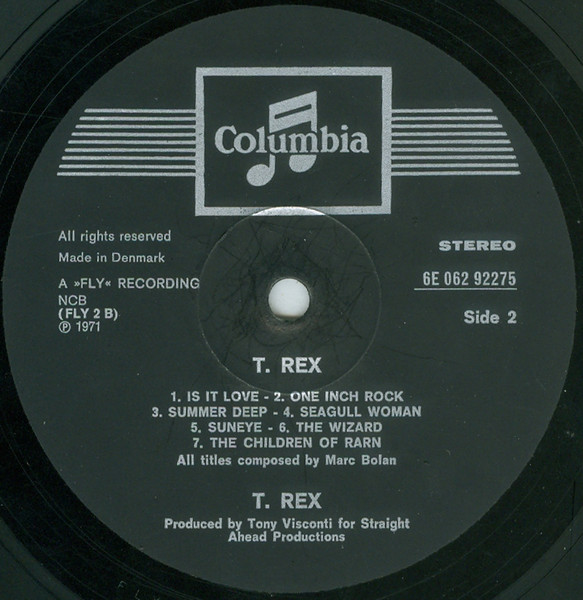 Columbia
All rights reserved
Made in Denmark
A »FLY« RECORDING
NCB
(FLY 2 B)
℗ 1971
STEREO
6E 062 92275
Side 2
T. REX
1. IS IT LOVE - 2. ONE INCH ROCK
3. SUMMER DEEP - 4. SEAGULL WOMAN
5. SUNEYE - 6. THE WIZARD
7. THE CHILDREN OF RARN
All titles composed by Marc Bolan
T. REX
Produced by Tony Visconti for Straight
Ahead Productions